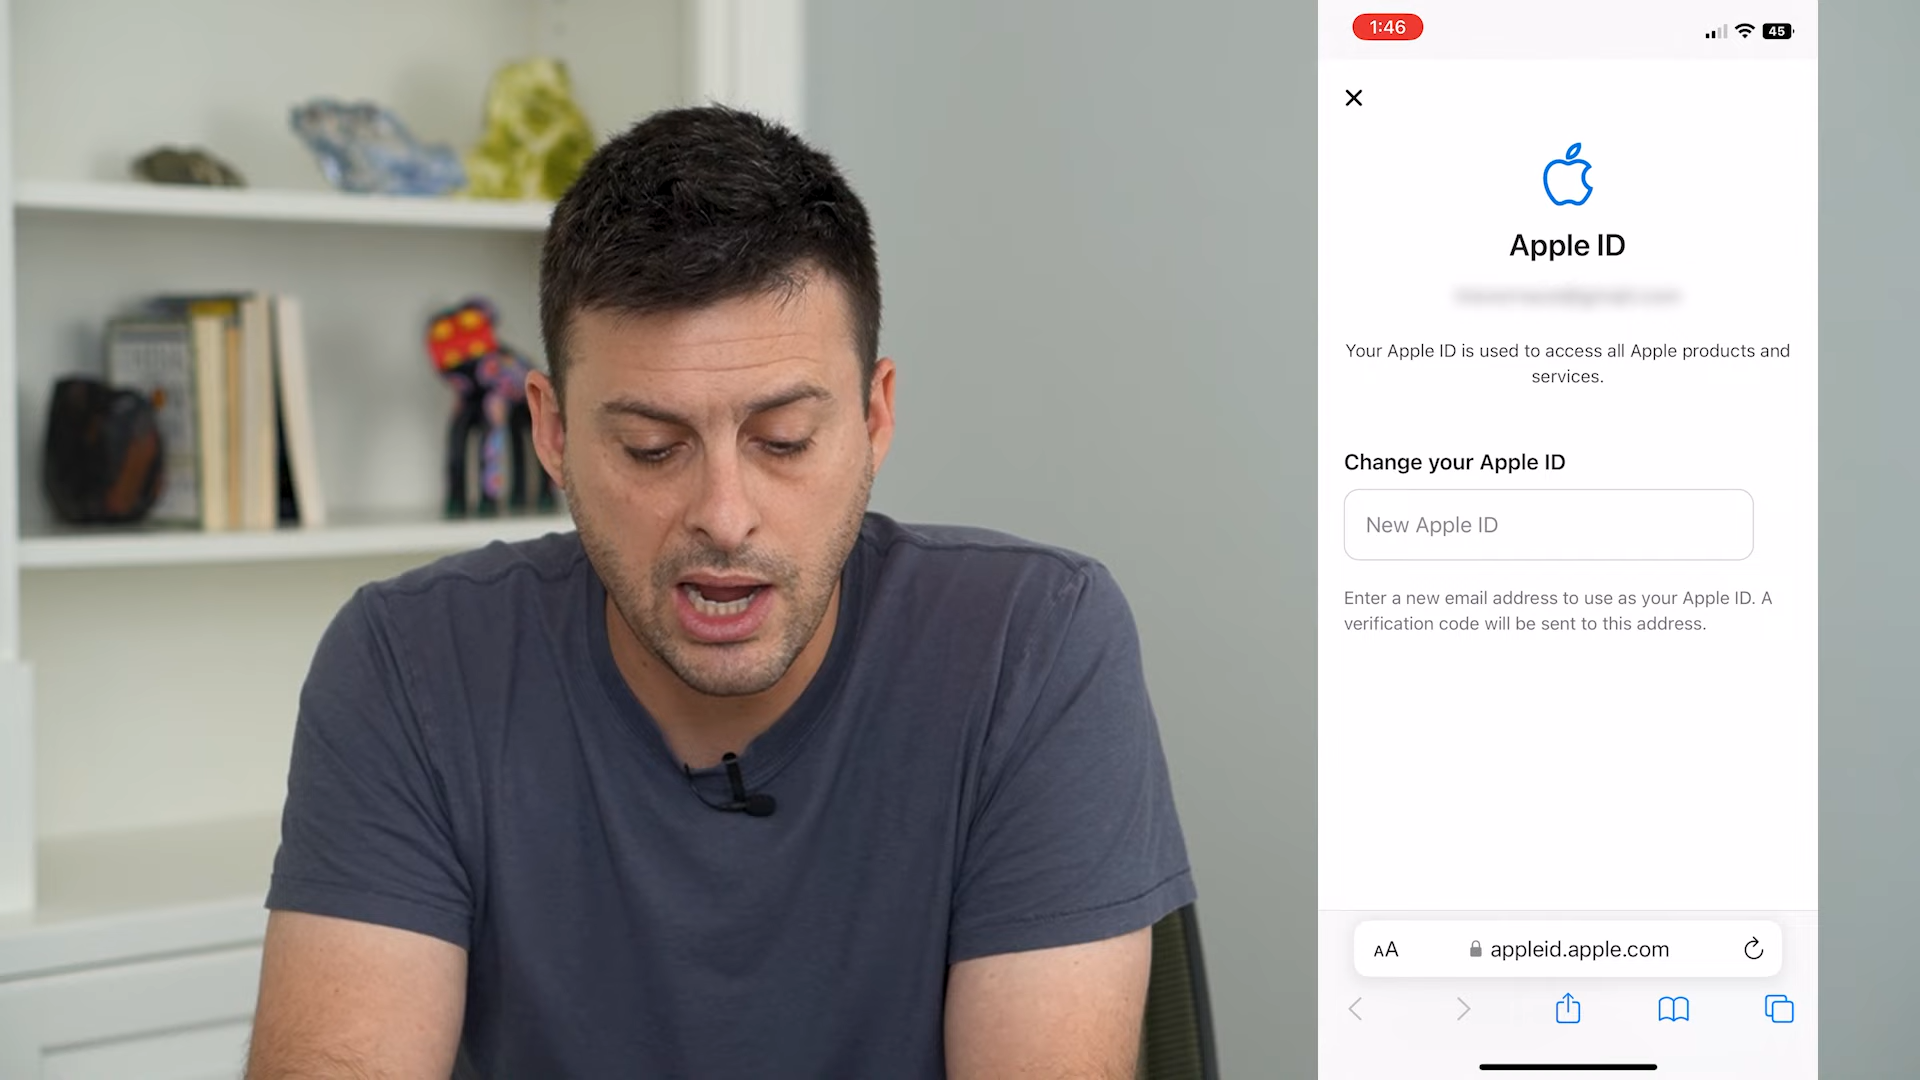 1:46
45
Apple ID
Your Apple ID is used to access all Apple products and
services.
Change your Apple ID
New Apple ID
Enter a new email address to use as your Apple ID. A
verification code will be sent to this address.
AA
appleid.apple.com